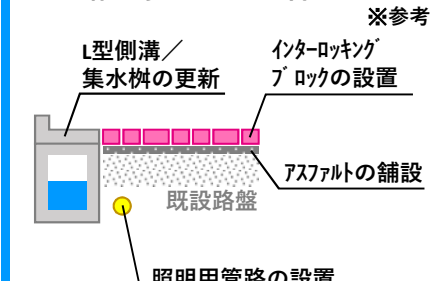 ※参考
L型側溝／
集水桝の更新
ｲﾝﾀｰﾛｯｷﾝｸﾞ
ﾌﾞﾛｯｸの設置
ｱｽﾌｧﾙﾄの舗設
既設路盤
照明用管路の設置